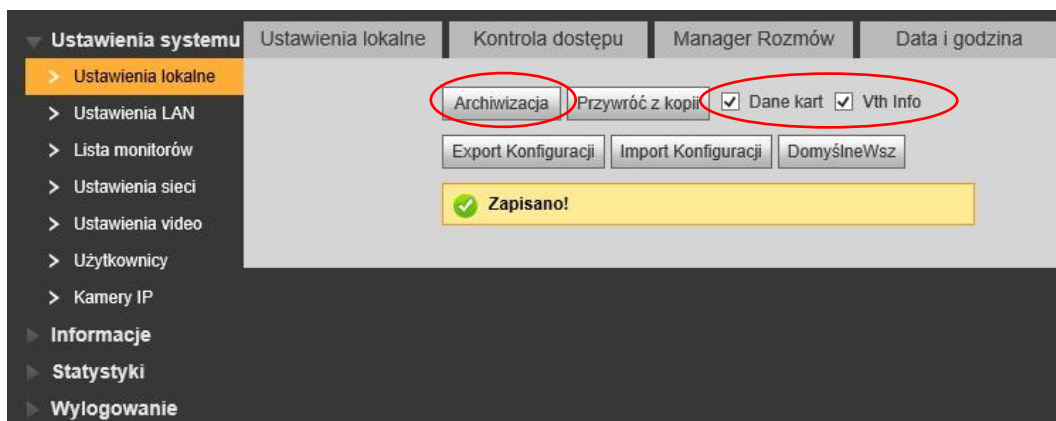 Ustawienia systemu
Ustawienia lokalne
Ustawienia LAN
Lista monitorów
Ustawienia sieci
Ustawienia video
Użytkownicy
Kamery IP
Informacje
Statystyki
Wylogowanie
Ustawienia lokalne Kontrola dostępu Manager Rozmów Data i godzina
Archiwizacja Przywróć z kopii Dane kart Vth Info
Export Konfiguracji Import Konfiguracji DomyślneWsz
Zapisano!